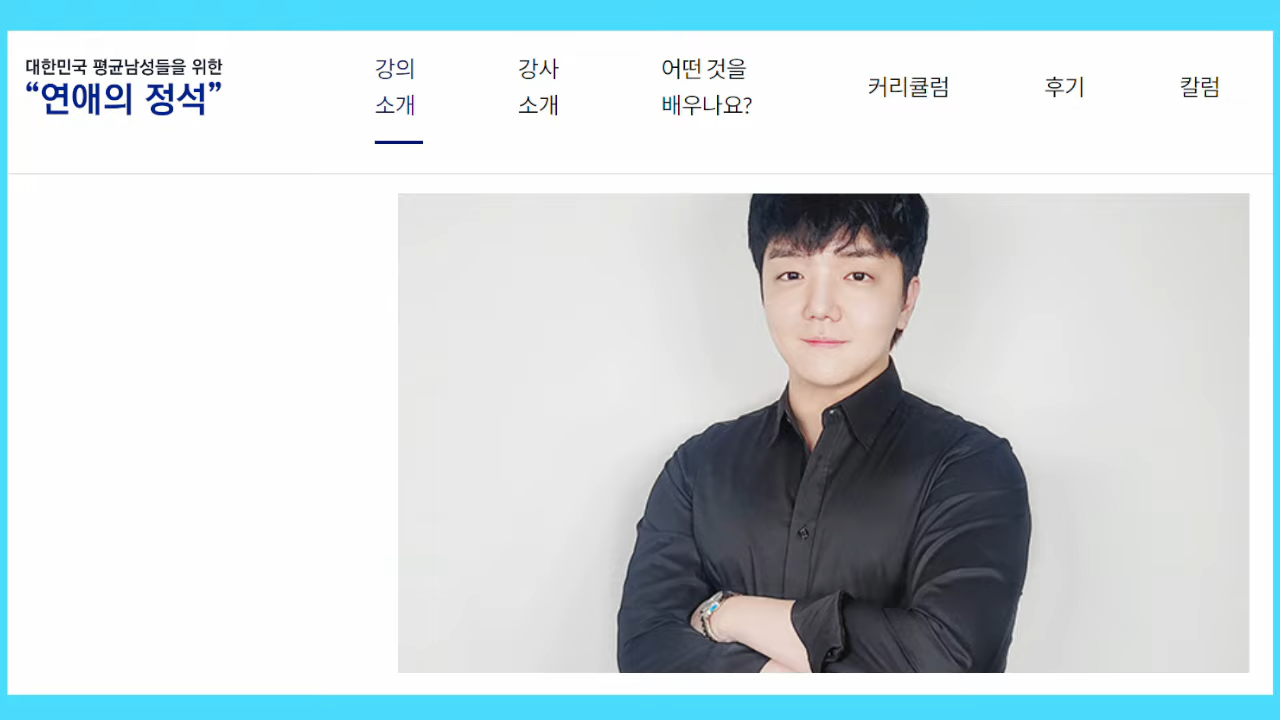 대한민국 평균남성들을 위한
“연애의 정석”
강의
소개
강사
소개
어떤 것을
배우나요?
커리큘럼
후기
칼럼